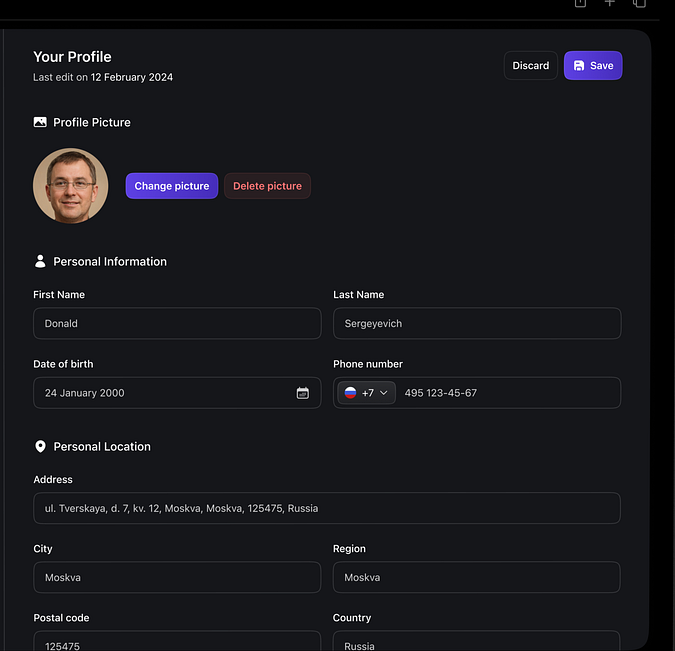 Your Profile
Last edit on 12 February 2024
Discard
Save
Profile Picture
Change picture
Delete picture
Personal Information
First Name
Last Name
Donald
Sergeyevich
Date of birth
Phone number
24 January 2000
+7
495 123-45-67
Personal Location
Address
ul. Tverskaya, d. 7, kv. 12, Moskva, Moskva, 125475, Russia
City
Region
Moskva
Moskva
Postal code
Country
125475
Russia